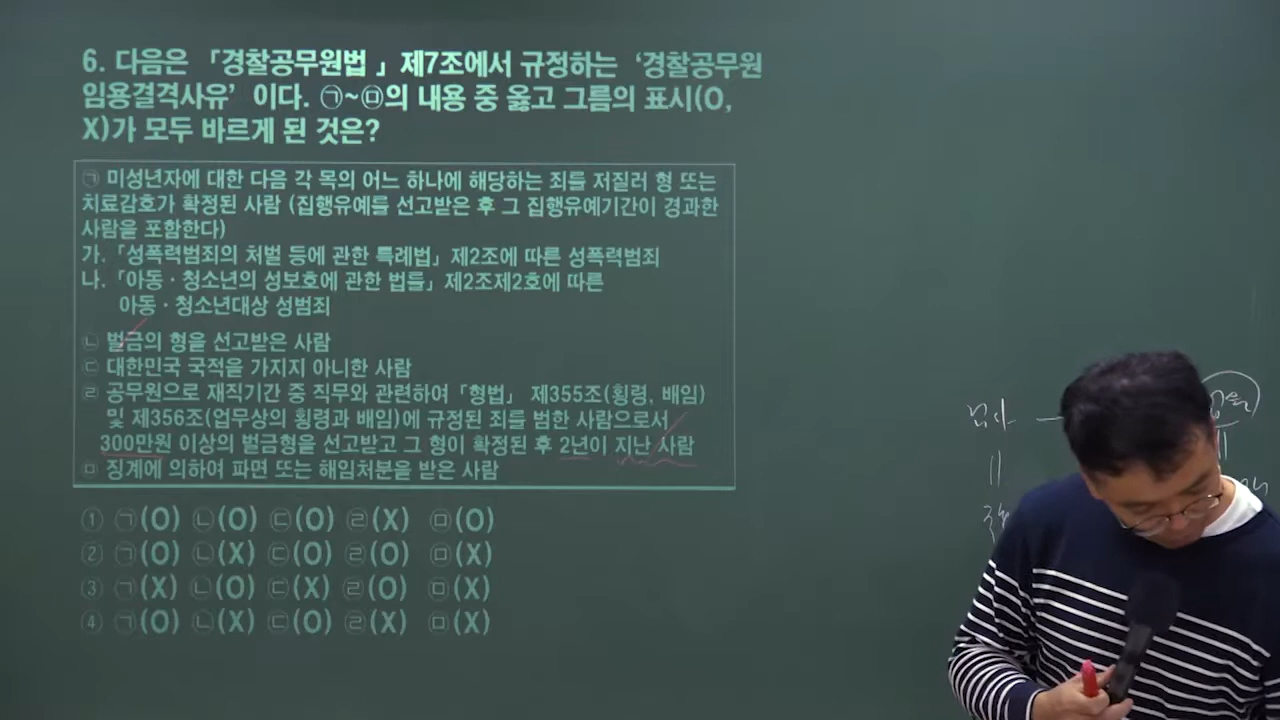 6. 다음은 「경찰공무원법 」제7조에서 규정하는 ‘경찰공무원
임용결격사유’ 이다. ㉠~㉤의 내용 중 옳고 그름의 표시(O,
X)가 모두 바르게 된 것은?
㉠ 미성년자에 대한 다음 각 목의 어느 하나에 해당하는 죄를 저질러 형 또는
치료감호가 확정된 사람 (집행유예를 선고받은 후 그 집행유예기간이 경과한
사람을 포함한다)
가. 「성폭력범죄의 처벌 등에 관한 특례법」 제2조에 따른 성폭력범죄
나. 「아동·청소년의 성보호에 관한 법률」 제2조제2호에 따른
아동·청소년대상 성범죄
㉡ 벌금의 형을 선고받은 사람
㉢ 대한민국 국적을 가지지 아니한 사람
㉣ 공무원으로 재직기간 중 직무와 관련하여 「형법」 제355조(횡령, 배임)
및 제356조(업무상의 횡령과 배임)에 규정된 죄를 범한 사람으로서
300만원 이상의 벌금형을 선고받고 그 형이 확정된 후 2년이 지난 사람
㉤ 징계에 의하여 파면 또는 해임처분을 받은 사람
① ㉠(O) ㉡(O) ㉢(O) ㉣(X) ㉤(O)
② ㉠(O) ㉡(X) ㉢(O) ㉣(O) ㉤(X)
③ ㉠(X) ㉡(O) ㉢(X) ㉣(O) ㉤(X)
④ ㉠(O) ㉡(X) ㉢(O) ㉣(X) ㉤(X)